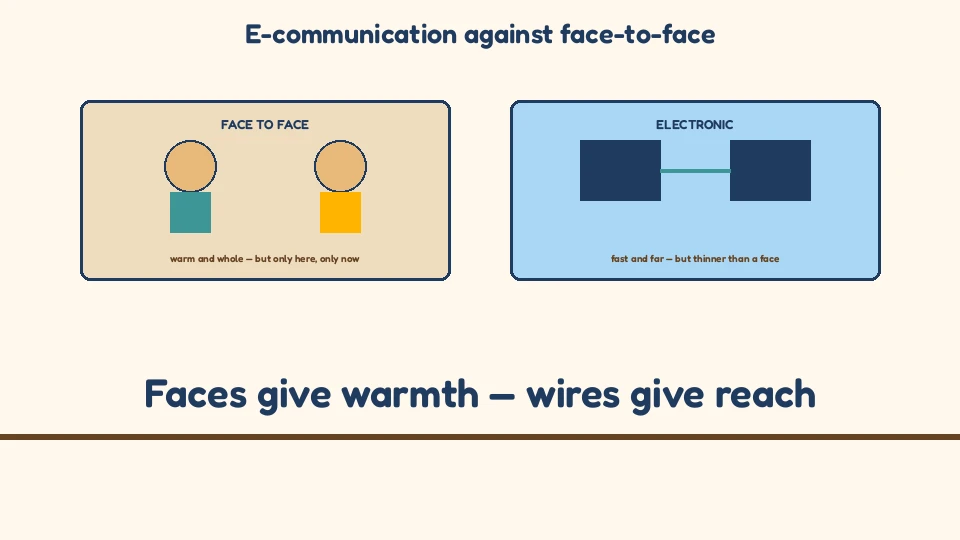 E-communication against face-to-face
FACE TO FACE
warm and whole — but only here, only now
ELECTRONIC
fast and far — but thinner than a face
Faces give warmth — wires give reach